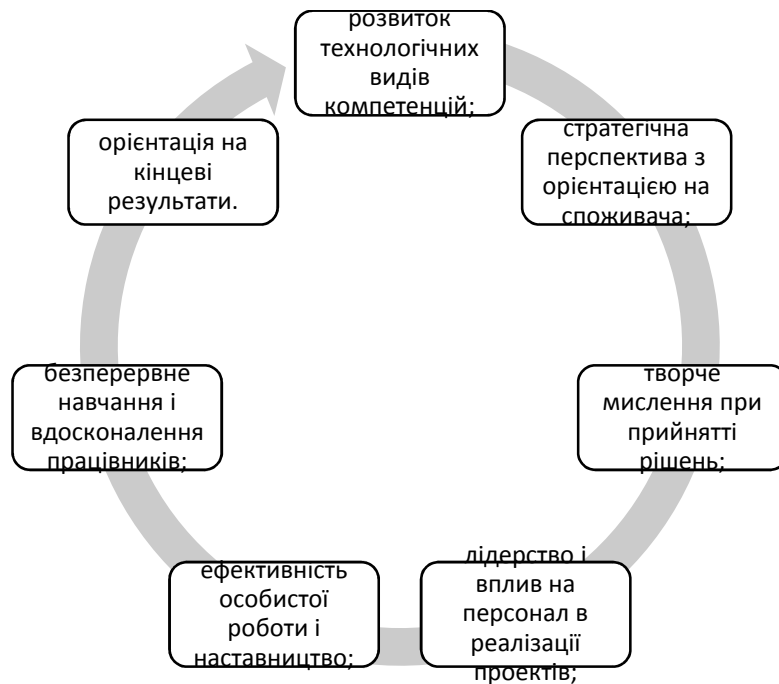 розвиток
технологічних
видів
компетенцій;
стратегічна
перспектива з
орієнтацією на
споживача;
творче
мислення при
прийнятті
рішень;
лідерство і
вплив на
персонал в
реалізації
проектів;
ефективність
особистої
роботи і
наставництво;
безперервне
навчання і
вдосконалення
працівників;
орієнтація на
кінцеві
результати.